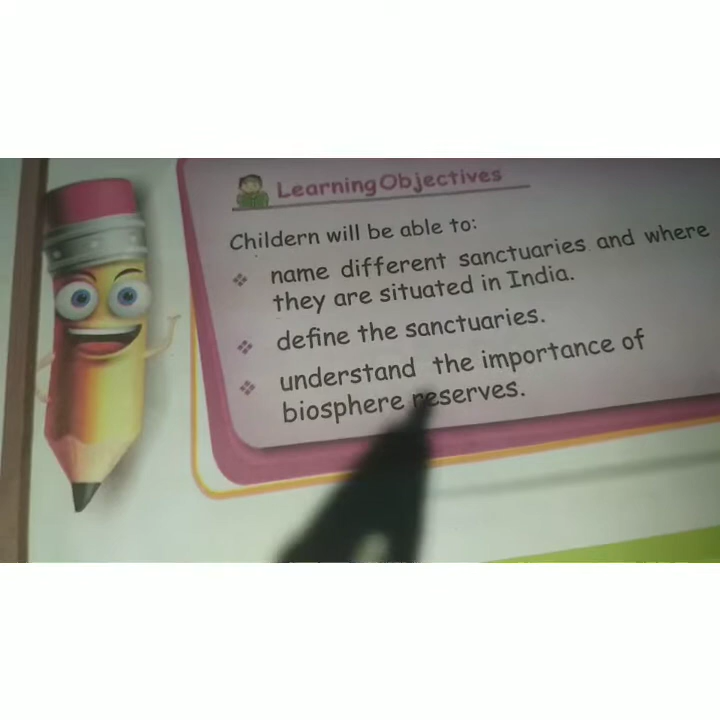 Learning Objectives
Childern will be able to:
❖ name different sanctuaries and where
they are situated in India.
❖ define the sanctuaries.
❖ understand the importance of
biosphere reserves.